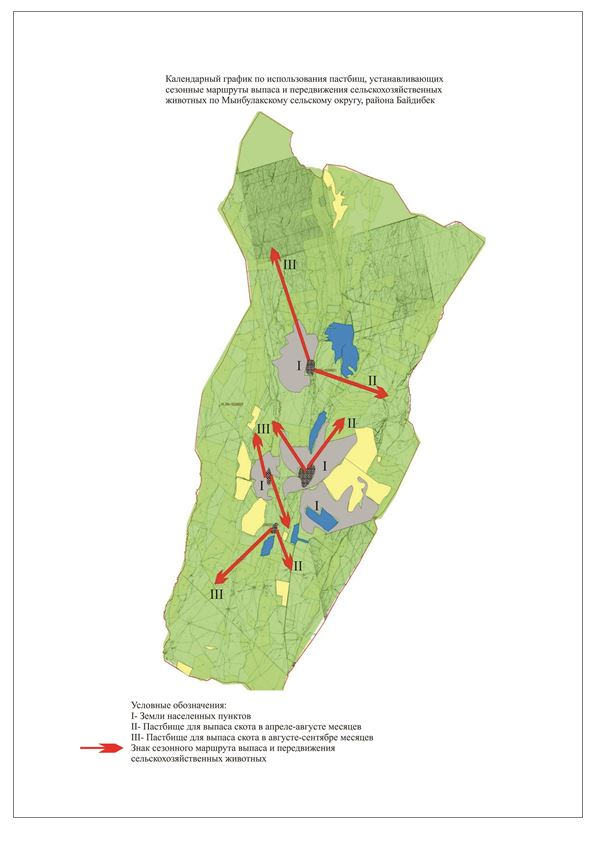 Календарный график по использования пастбищ, устанавливающих
сезонные маршруты выпаса и передвижения сельскохозяйственных
животных по Мынбулакскому сельскому округу, района Байдибек
III
I
II
III
II
I
I
I
II
III
Условные обозначения:
I- Земли населенных пунктов
II- Пастбище для выпаса скота в апреле-августе месяцев
III- Пастбище для выпаса скота в августе-сентябре месяцев
Знак сезонного маршрута выпаса и передвижения
сельскохозяйственных животных